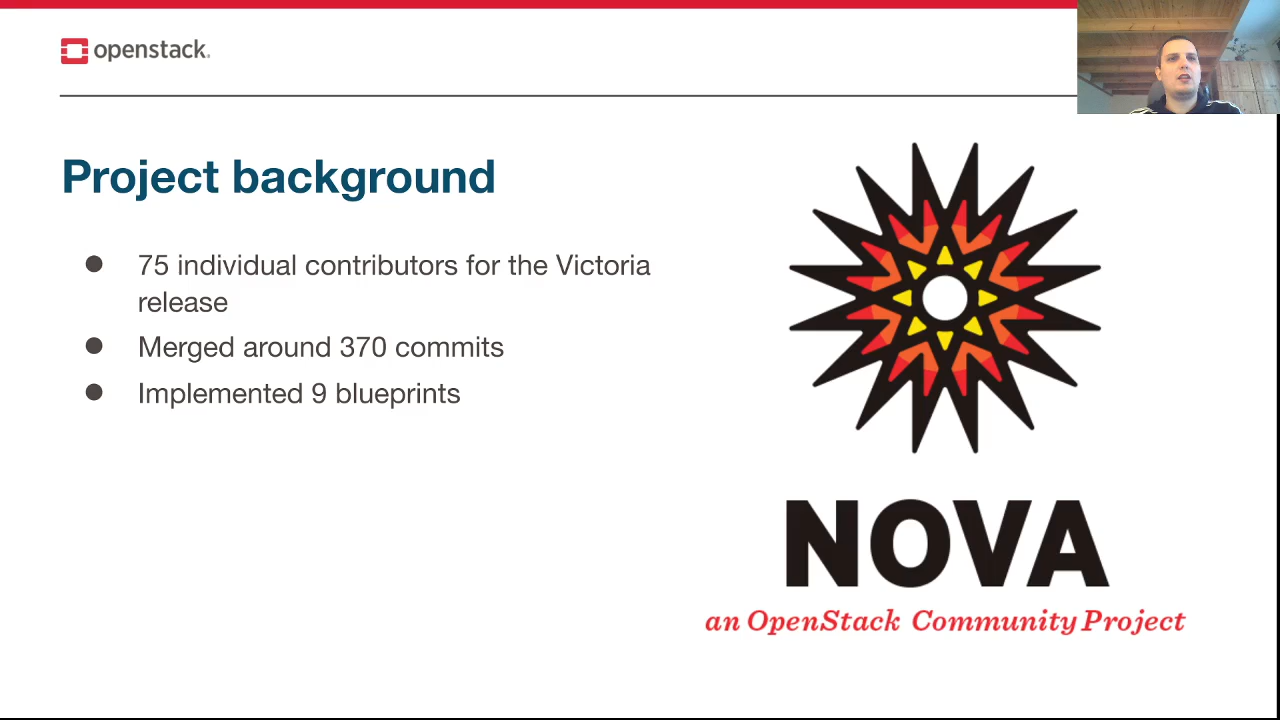 openstack.
Project background
● 75 individual contributors for the Victoria
release
● Merged around 370 commits
● Implemented 9 blueprints
NOVA
an OpenStack Community Project